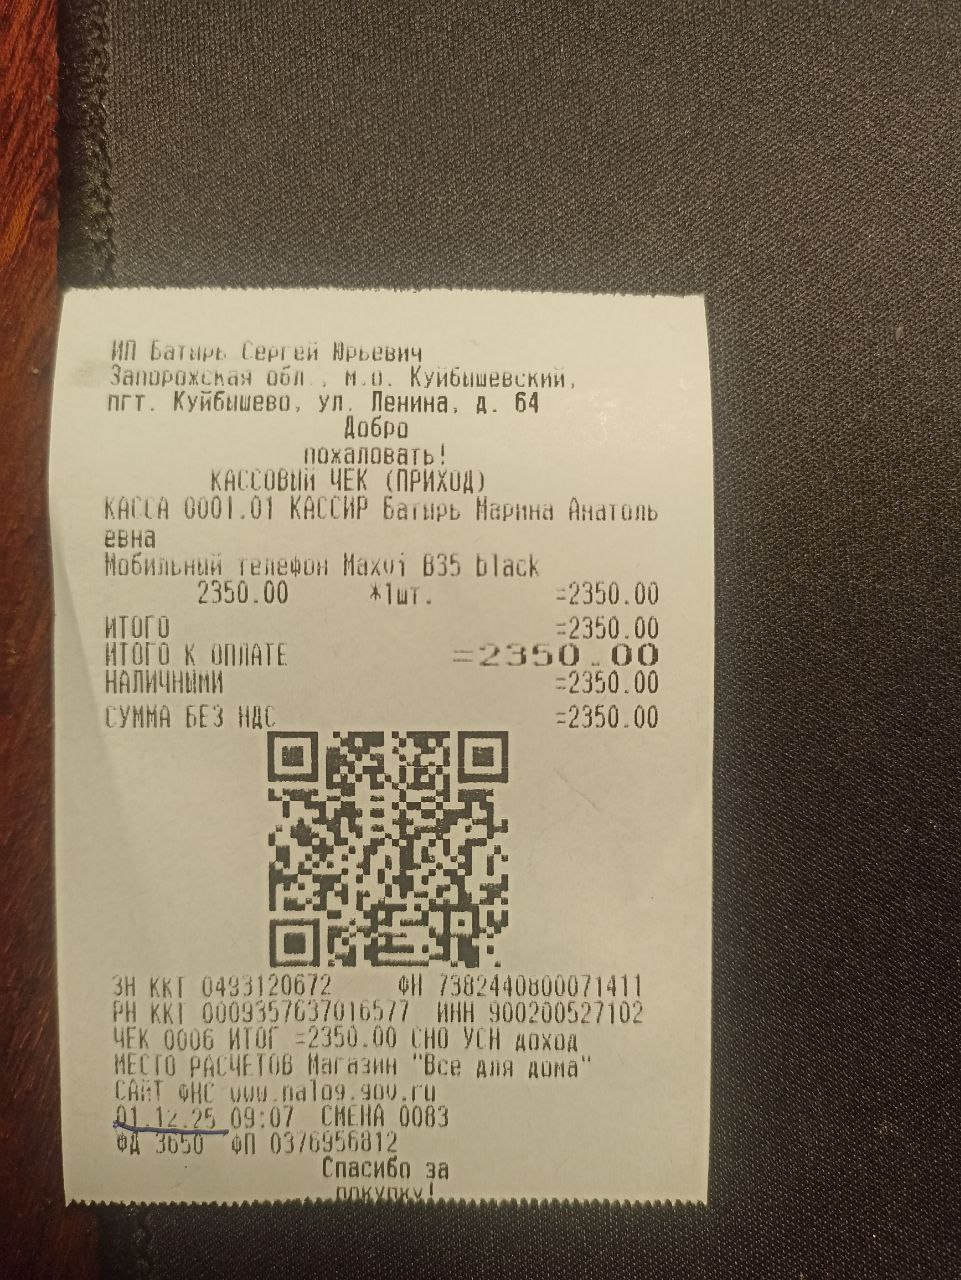 ИП Батырь Сергей Юрьевич
Запорожская обл., м.о. Куйбышевский,
пгт. Куйбышево, ул. Ленина, д. 64
Добро
пожаловать!
КАССОВЫЙ ЧЕК (ПРИХОД)
КАССА 0001.01 КАССИР Батырь Марина Анатоль
евна
Мобильный телефон Maxvi B35 black
2350.00 *1шт. =2350.00
ИТОГО =2350.00
ИТОГО К ОПЛАТЕ =2350.00
НАЛИЧНЫМИ =2350.00
СУММА БЕЗ НДС =2350.00
ЗН ККТ 0493120672 ФН 7382440800071411
РН ККТ 0009357637016577 ИНН 900200527102
ЧЕК 0006 ИТОГ =2350.00 СНО УСН доход
МЕСТО РАСЧЕТОВ Магазин "Все для дома"
САЙТ ФНС www.nalog.gov.ru
01.12.25 09:07 СМЕНА 0083
ФД 3650 ФП 0376956812
Спасибо за
покупку!